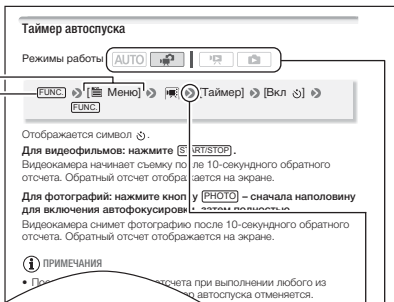 Таймер автоспуска
Режимы работы AUTO
FUNC. [Меню] [Таймер] [Вкл ]
FUNC.
Отображается символ .
Для видеофильмов: нажмите START/STOP.
Видеокамера начинает съемку после 10-секундного обратного
отсчета. Обратный отсчет отображается на экране.
Для фотографий: нажмите кнопку PHOTO – сначала наполовину
для включения автофокусировки, затем полностью.
Видеокамера снимет фотографию после 10-секундного обратного
отсчета. Обратный отсчет отображается на экране.
ПРИМЕЧАНИЯ
• отсчета при выполнении любого из
автоспуска отменяется.